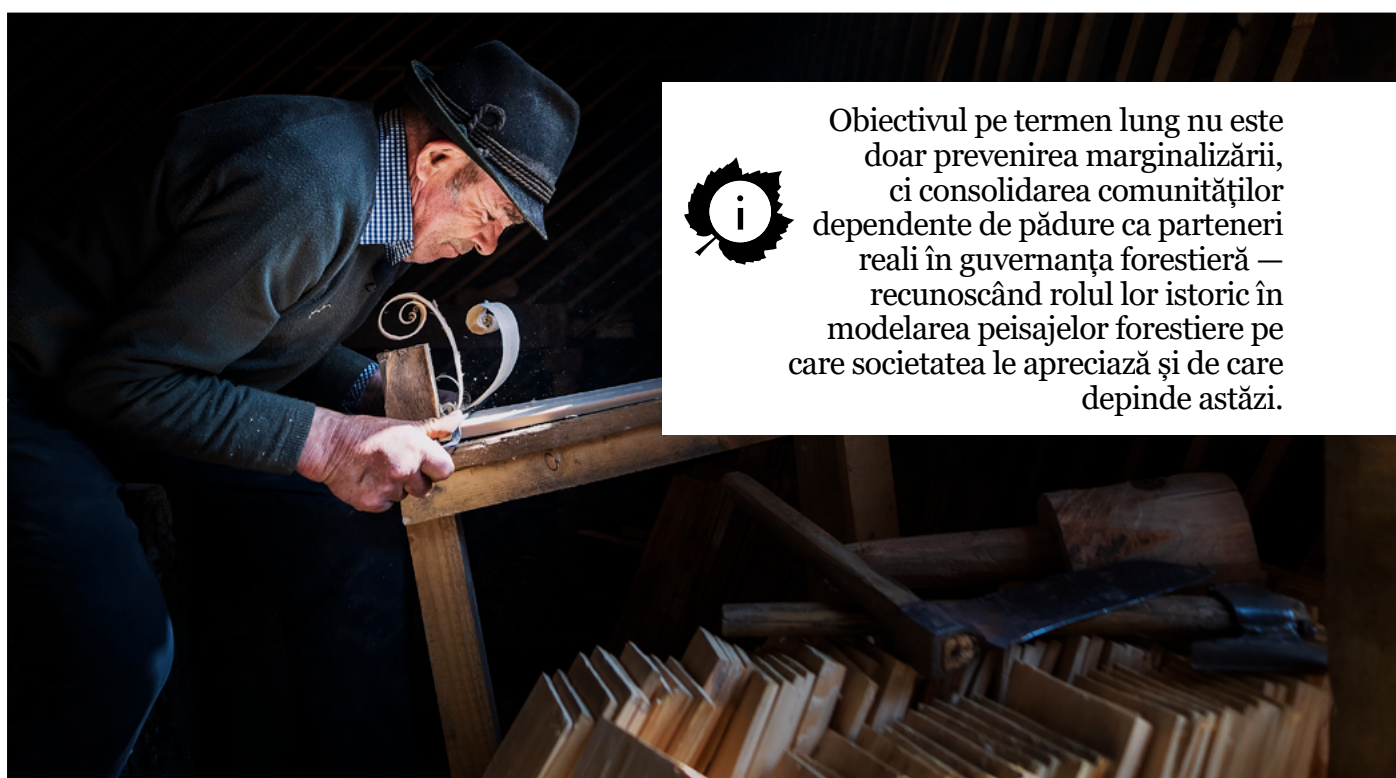 Obiectivul pe termen lung nu este
doar prevenirea marginalizării,
ci consolidarea comunităților
dependente de pădure ca parteneri
reali în guvernanța forestieră —
recunoscând rolul lor istoric în
modelarea peisajelor forestiere pe
care societatea le apreciază și de care
depinde astăzi.
i